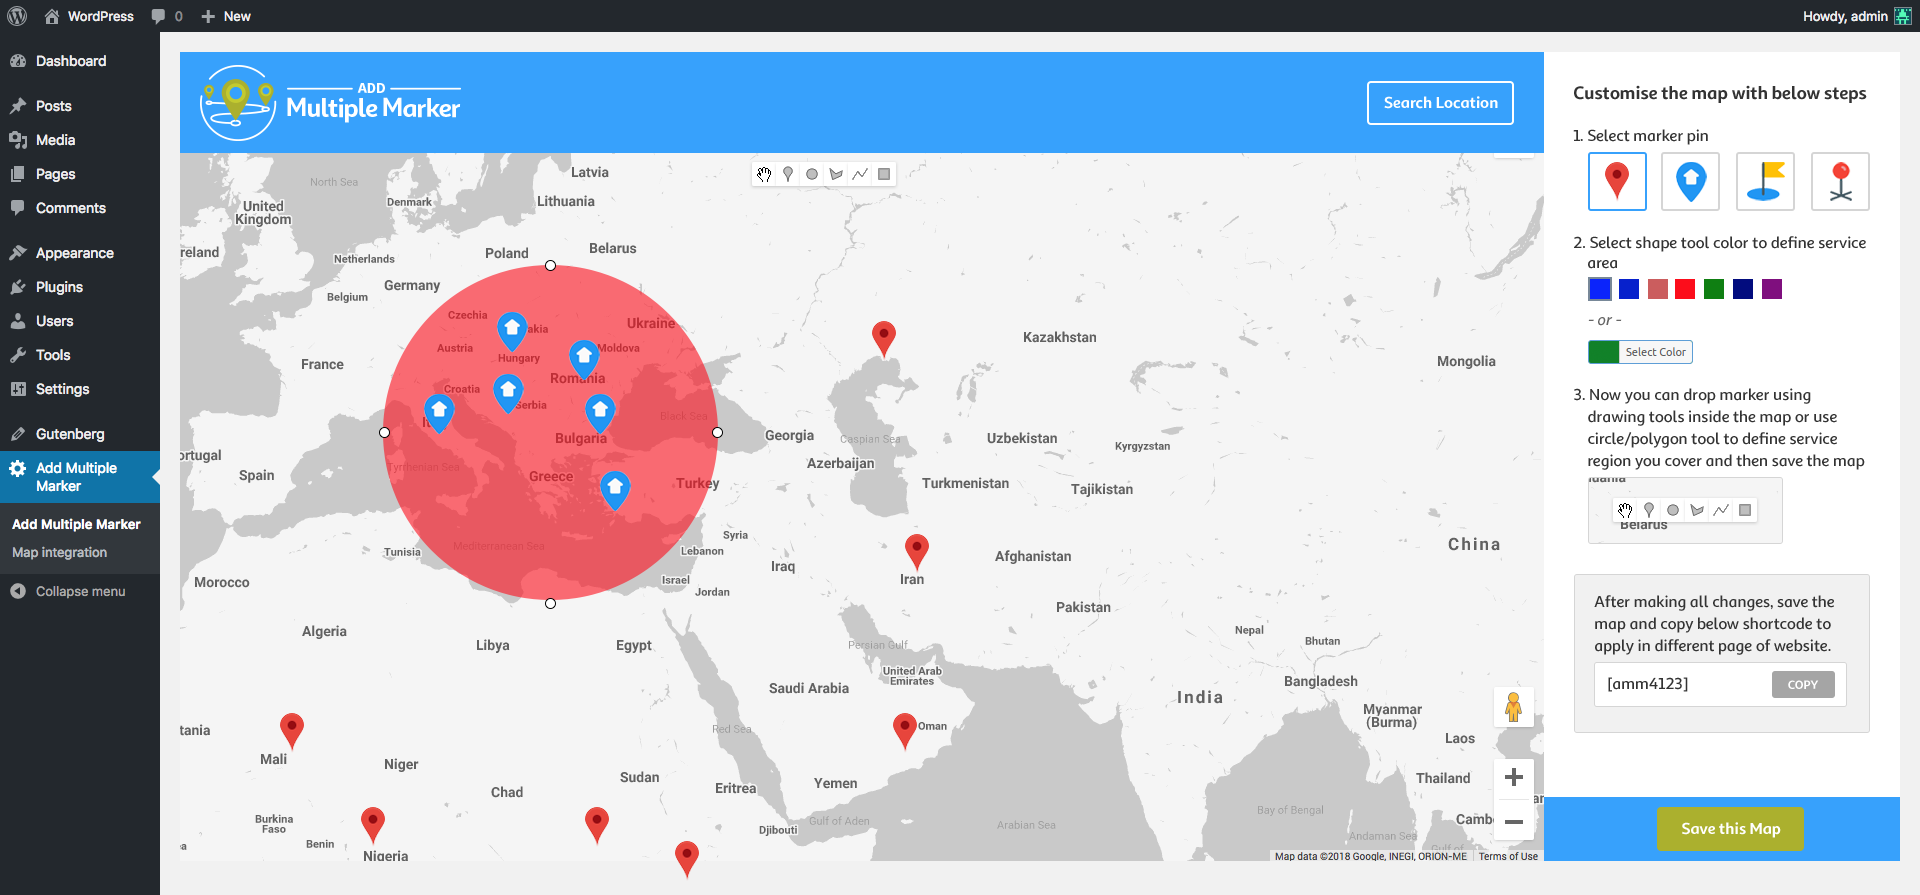 WordPress
0
New
Howdy, admin
Dashboard
Posts
Media
Pages
Comments
Appearance
Plugins
Users
Tools
Settings
Gutenberg
Add Multiple
Marker
Add Multiple Marker
Map integration
Collapse menu
ADD
Multiple Marker
Search Location
North Sea
Latvia
Denmark
Lithuania
United
Kingdom
reland
Netherlands
Poland
Belarus
Germany
Belgium
Czechia
akia
Ukraine
Austria
Hungary
Moldova
France
Croatia
Romania
Serbia
Black Sea
Bulgaria
Georgia
Caspian Sea
Azerbaijan
Kazakhstan
Mongolia
Uzbekistan
Kyrgyzstan
ortugal
Spain
Tyrrhenian Sea
Greece
Turkey
Turkmenistan
Tajikistan
Tunisia
Mediterranean Sea
Syria
Lebanon
Iraq
Iran
Afghanistan
China
Morocco
Israel
Jordan
Pakistan
Algeria
Libya
Egypt
Persian Gulf
Nepal
Bhutan
United Arab
Emirates
Saudi Arabia
Bangladesh
India
Myanmar
(Burma)
Oman
Red Sea
tania
Mali
Niger
Sudan
Laos
Chad
Eritrea
Yemen
Thailand
Burkina
Faso
Benin
Nigeria
Djibouti
Gulf of Aden
Arabian Sea
Bay of Bengal
Andaman Sea
Camb
ar
Gulf of
Map data ©2018 Google, INEGI, ORION-ME
Terms of Use
Customise the map with below steps
1. Select marker pin
2. Select shape tool color to define service
area
- or -
Select Color
3. Now you can drop marker using
drawing tools inside the map or use
circle/polygon tool to define service
region you cover and then save the map
Belarus
After making all changes, save the
map and copy below shortcode to
apply in different page of website.
[amm4123]
COPY
Save this Map